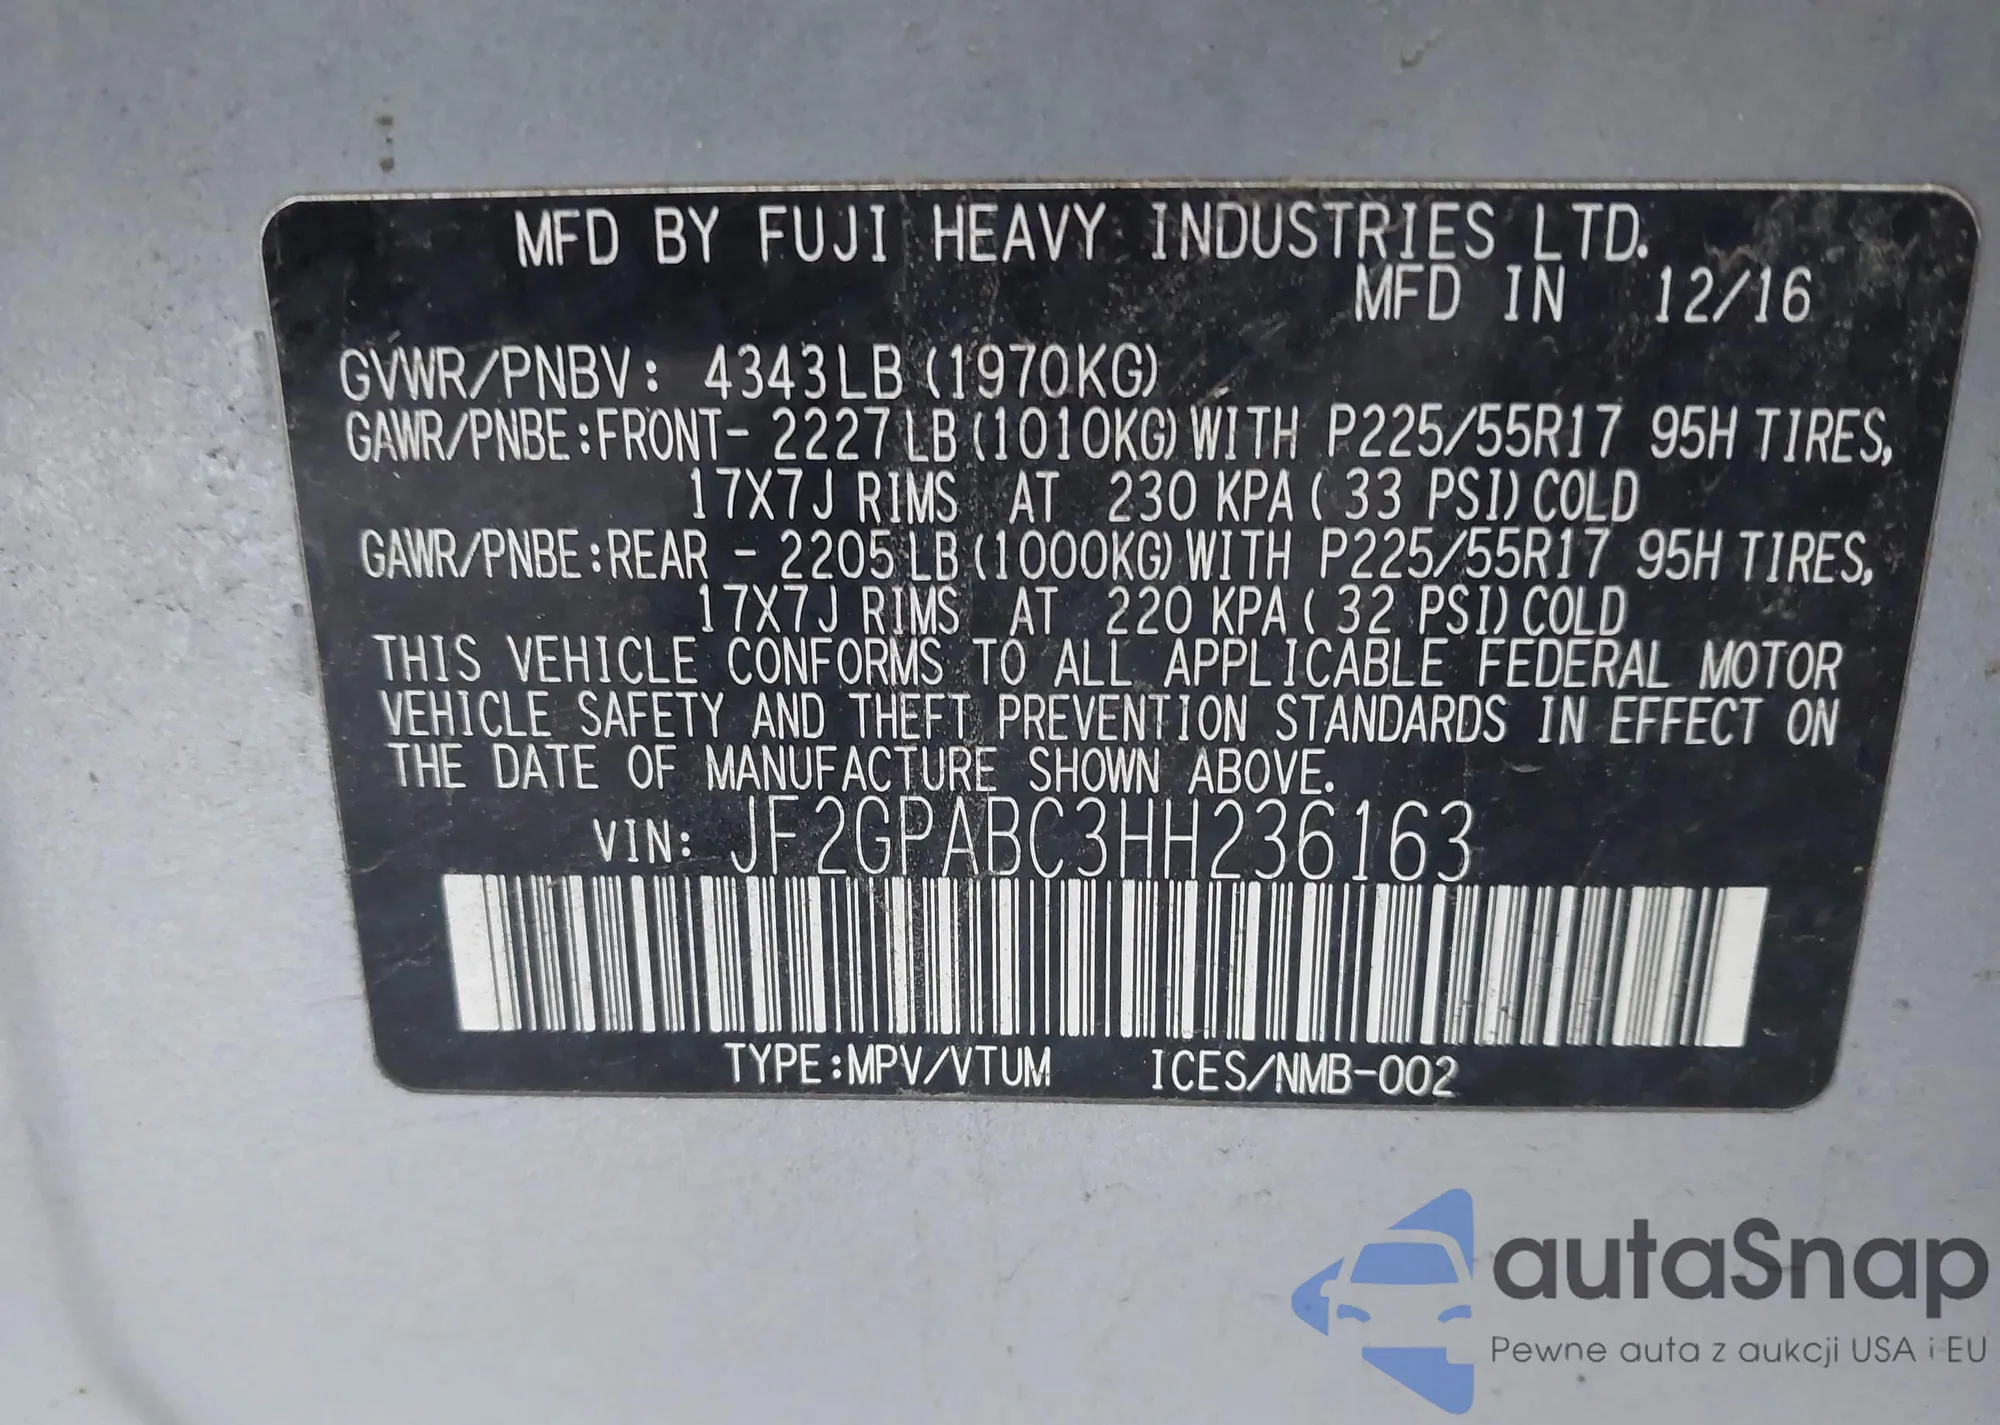 MFD BY FUJI HEAVY INDUSTRIES LTD.
MFD IN 12/16
GVWR/PNBV: 4343LB (1970KG)
GAWR/PNBE:FRONT- 2227LB(1010KG)WITH P225/55R17 95H TIRES,
17X7J RIMS AT 230 KPA( 33 PSI)COLD
GAWR/PNBE:REAR - 2205LB(1000KG)WITH P225/55R17 95H TIRES,
17X7J RIMS AT 220 KPA( 32 PSI)COLD
THIS VEHICLE CONFORMS TO ALL APPLICABLE FEDERAL MOTOR
VEHICLE SAFETY AND THEFT PREVENTION STANDARDS IN EFFECT ON
THE DATE OF MANUFACTURE SHOWN ABOVE.
VIN: JF2GPABC3HH236163
TYPE:MPV/VTUM ICES/NMB-002
autaSnap
Pewne auta z aukcji USA i EU